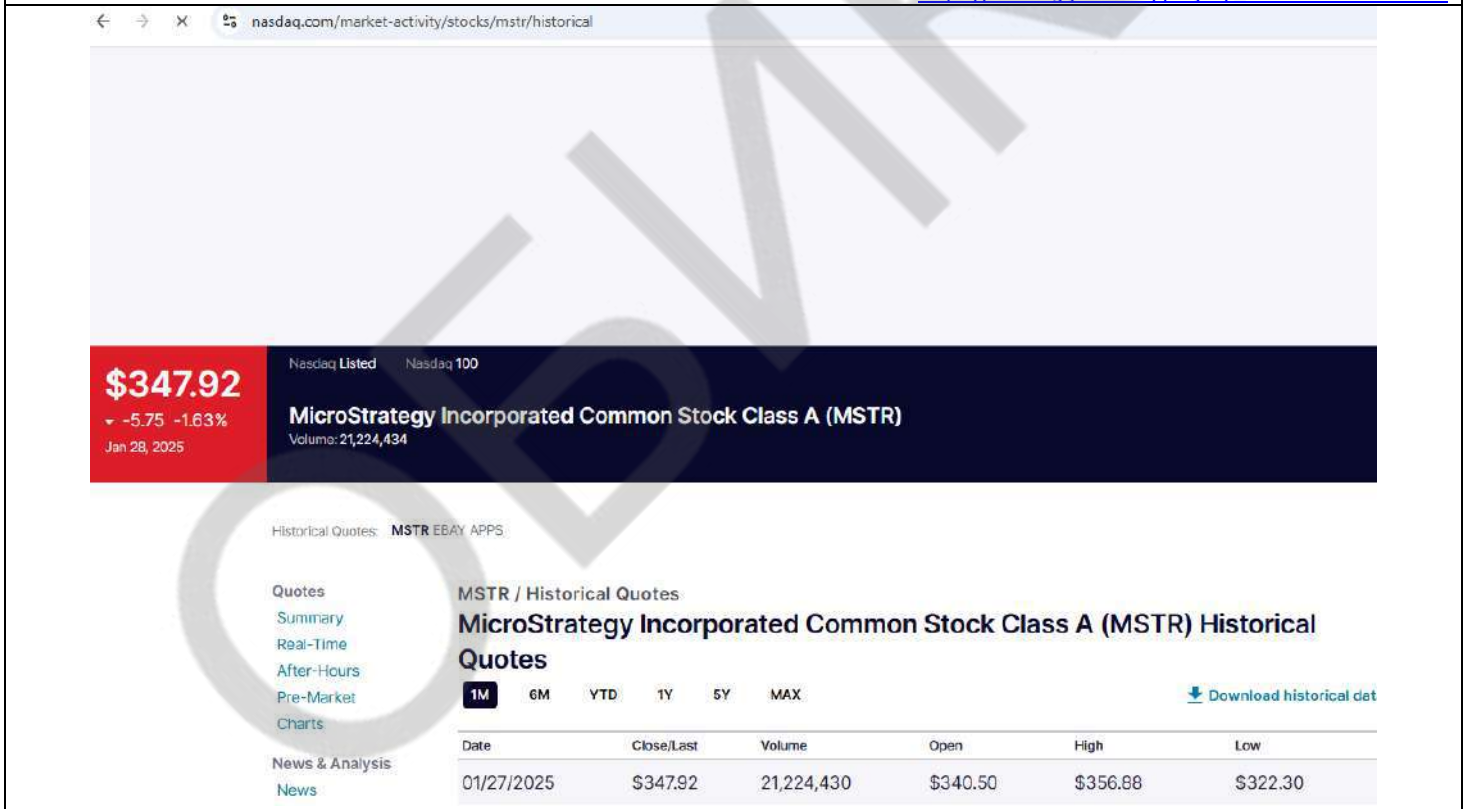 nasdaq.com/market-activity/stocks/mstr/historical
$347.92
-5.75 -1.63%
Jan 28, 2025
Nasdaq Listed Nasdaq 100
MicroStrategy Incorporated Common Stock Class A (MSTR)
Volume: 21,224,434
Historical Quotes: MSTR EBAY APPS
Quotes
Summary
Real-Time
After-Hours
Pre-Market
Charts
News & Analysis
News
MSTR / Historical Quotes
MicroStrategy Incorporated Common Stock Class A (MSTR) Historical
Quotes
1M 6M YTD 1Y 5Y MAX
Download historical dat
Date Close/Last Volume Open High Low
01/27/2025 $347.92 21,224,430 $340.50 $356.88 $322.30